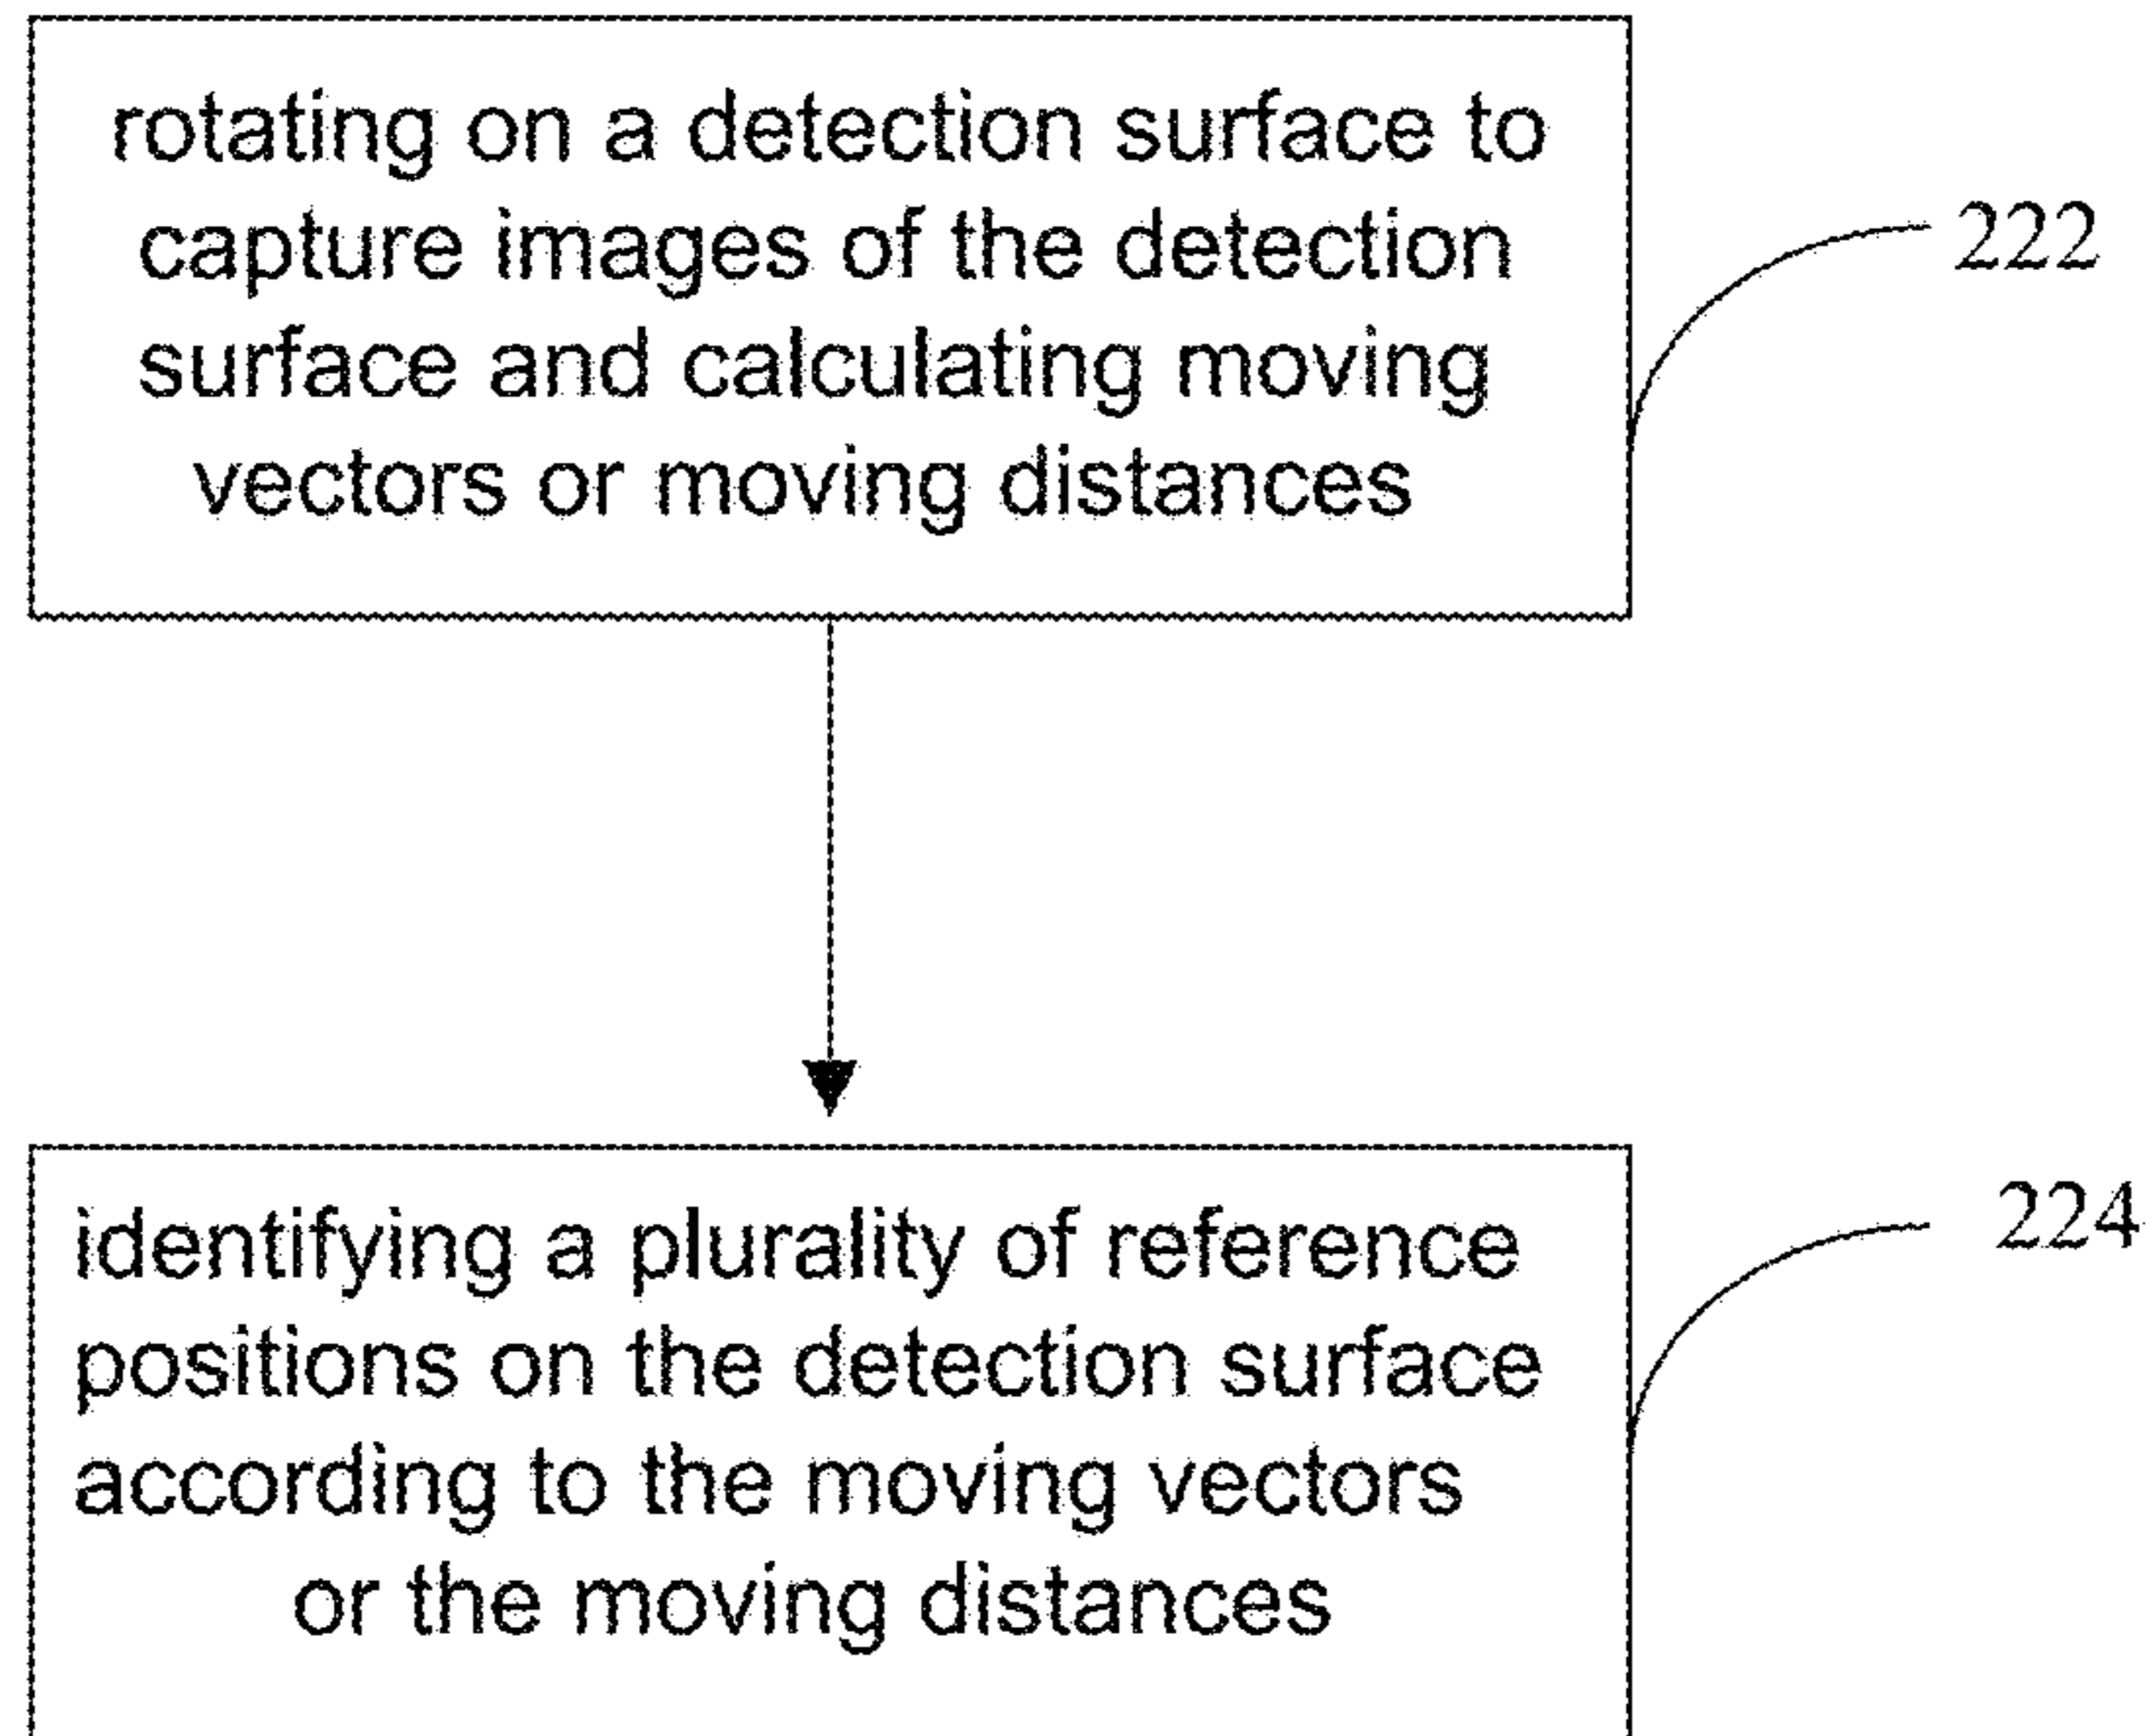 rotating on a detection surface to
capture images of the detection
surface and calculating moving
vectors or moving distances
222
identifying a plurality of reference
positions on the detection surface
according to the moving vectors
or the moving distances
224